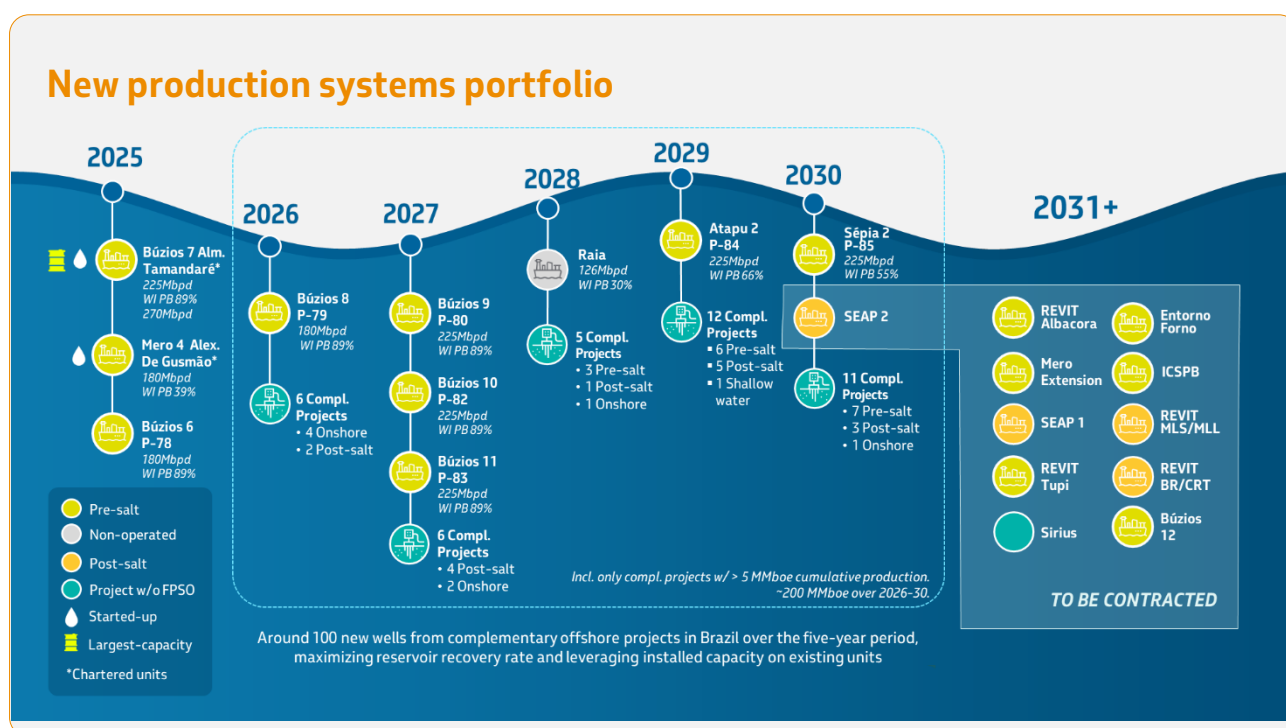 New production systems portfolio
2025
Búzios 7 Alm.
Tamandaré*
225Mbpd
WI PB 89%
270Mbpd
Mero 4 Alex.
De Gusmão*
180Mbpd
WI PB 39%
Búzios 6
P-78
180Mbpd
WI PB 89%
2026
Búzios 8
P-79
180Mbpd
WI PB 89%
6 Compl.
Projects
• 4 Onshore
• 2 Post-salt
2027
Búzios 9
P-80
225Mbpd
WI PB 89%
Búzios 10
P-82
225Mbpd
WI PB 89%
Búzios 11
P-83
225Mbpd
WI PB 89%
6 Compl.
Projects
• 4 Post-salt
• 2 Onshore
2028
Raia
126Mbpd
WI PB 30%
5 Compl.
Projects
• 3 Pre-salt
• 1 Post-salt
• 1 Onshore
2029
Atapu 2
P-84
225Mbpd
WI PB 66%
12 Compl.
Projects
▪ 6 Pre-salt
▪ 5 Post-salt
▪ 1 Shallow
water
2030
Sépia 2
P-85
225Mbpd
WI PB 55%
SEAP 2
11 Compl.
Projects
• 7 Pre-salt
• 3 Post-salt
• 1 Onshore
2031+
REVIT
Albacora
Entorno
Forno
Mero
Extension
ICSPB
SEAP 1
REVIT
MLS/MLL
REVIT
Tupi
REVIT
BR/CRT
Sirius
Búzios
12
TO BE CONTRACTED
Pre-salt
Non-operated
Post-salt
Project w/o FPSO
Started-up
Largest-capacity
*Chartered units
Incl. only compl. projects w/ > 5 MMboe cumulative production.
~200 MMboe over 2026-30.
Around 100 new wells from complementary offshore projects in Brazil over the five-year period,
maximizing reservoir recovery rate and leveraging installed capacity on existing units